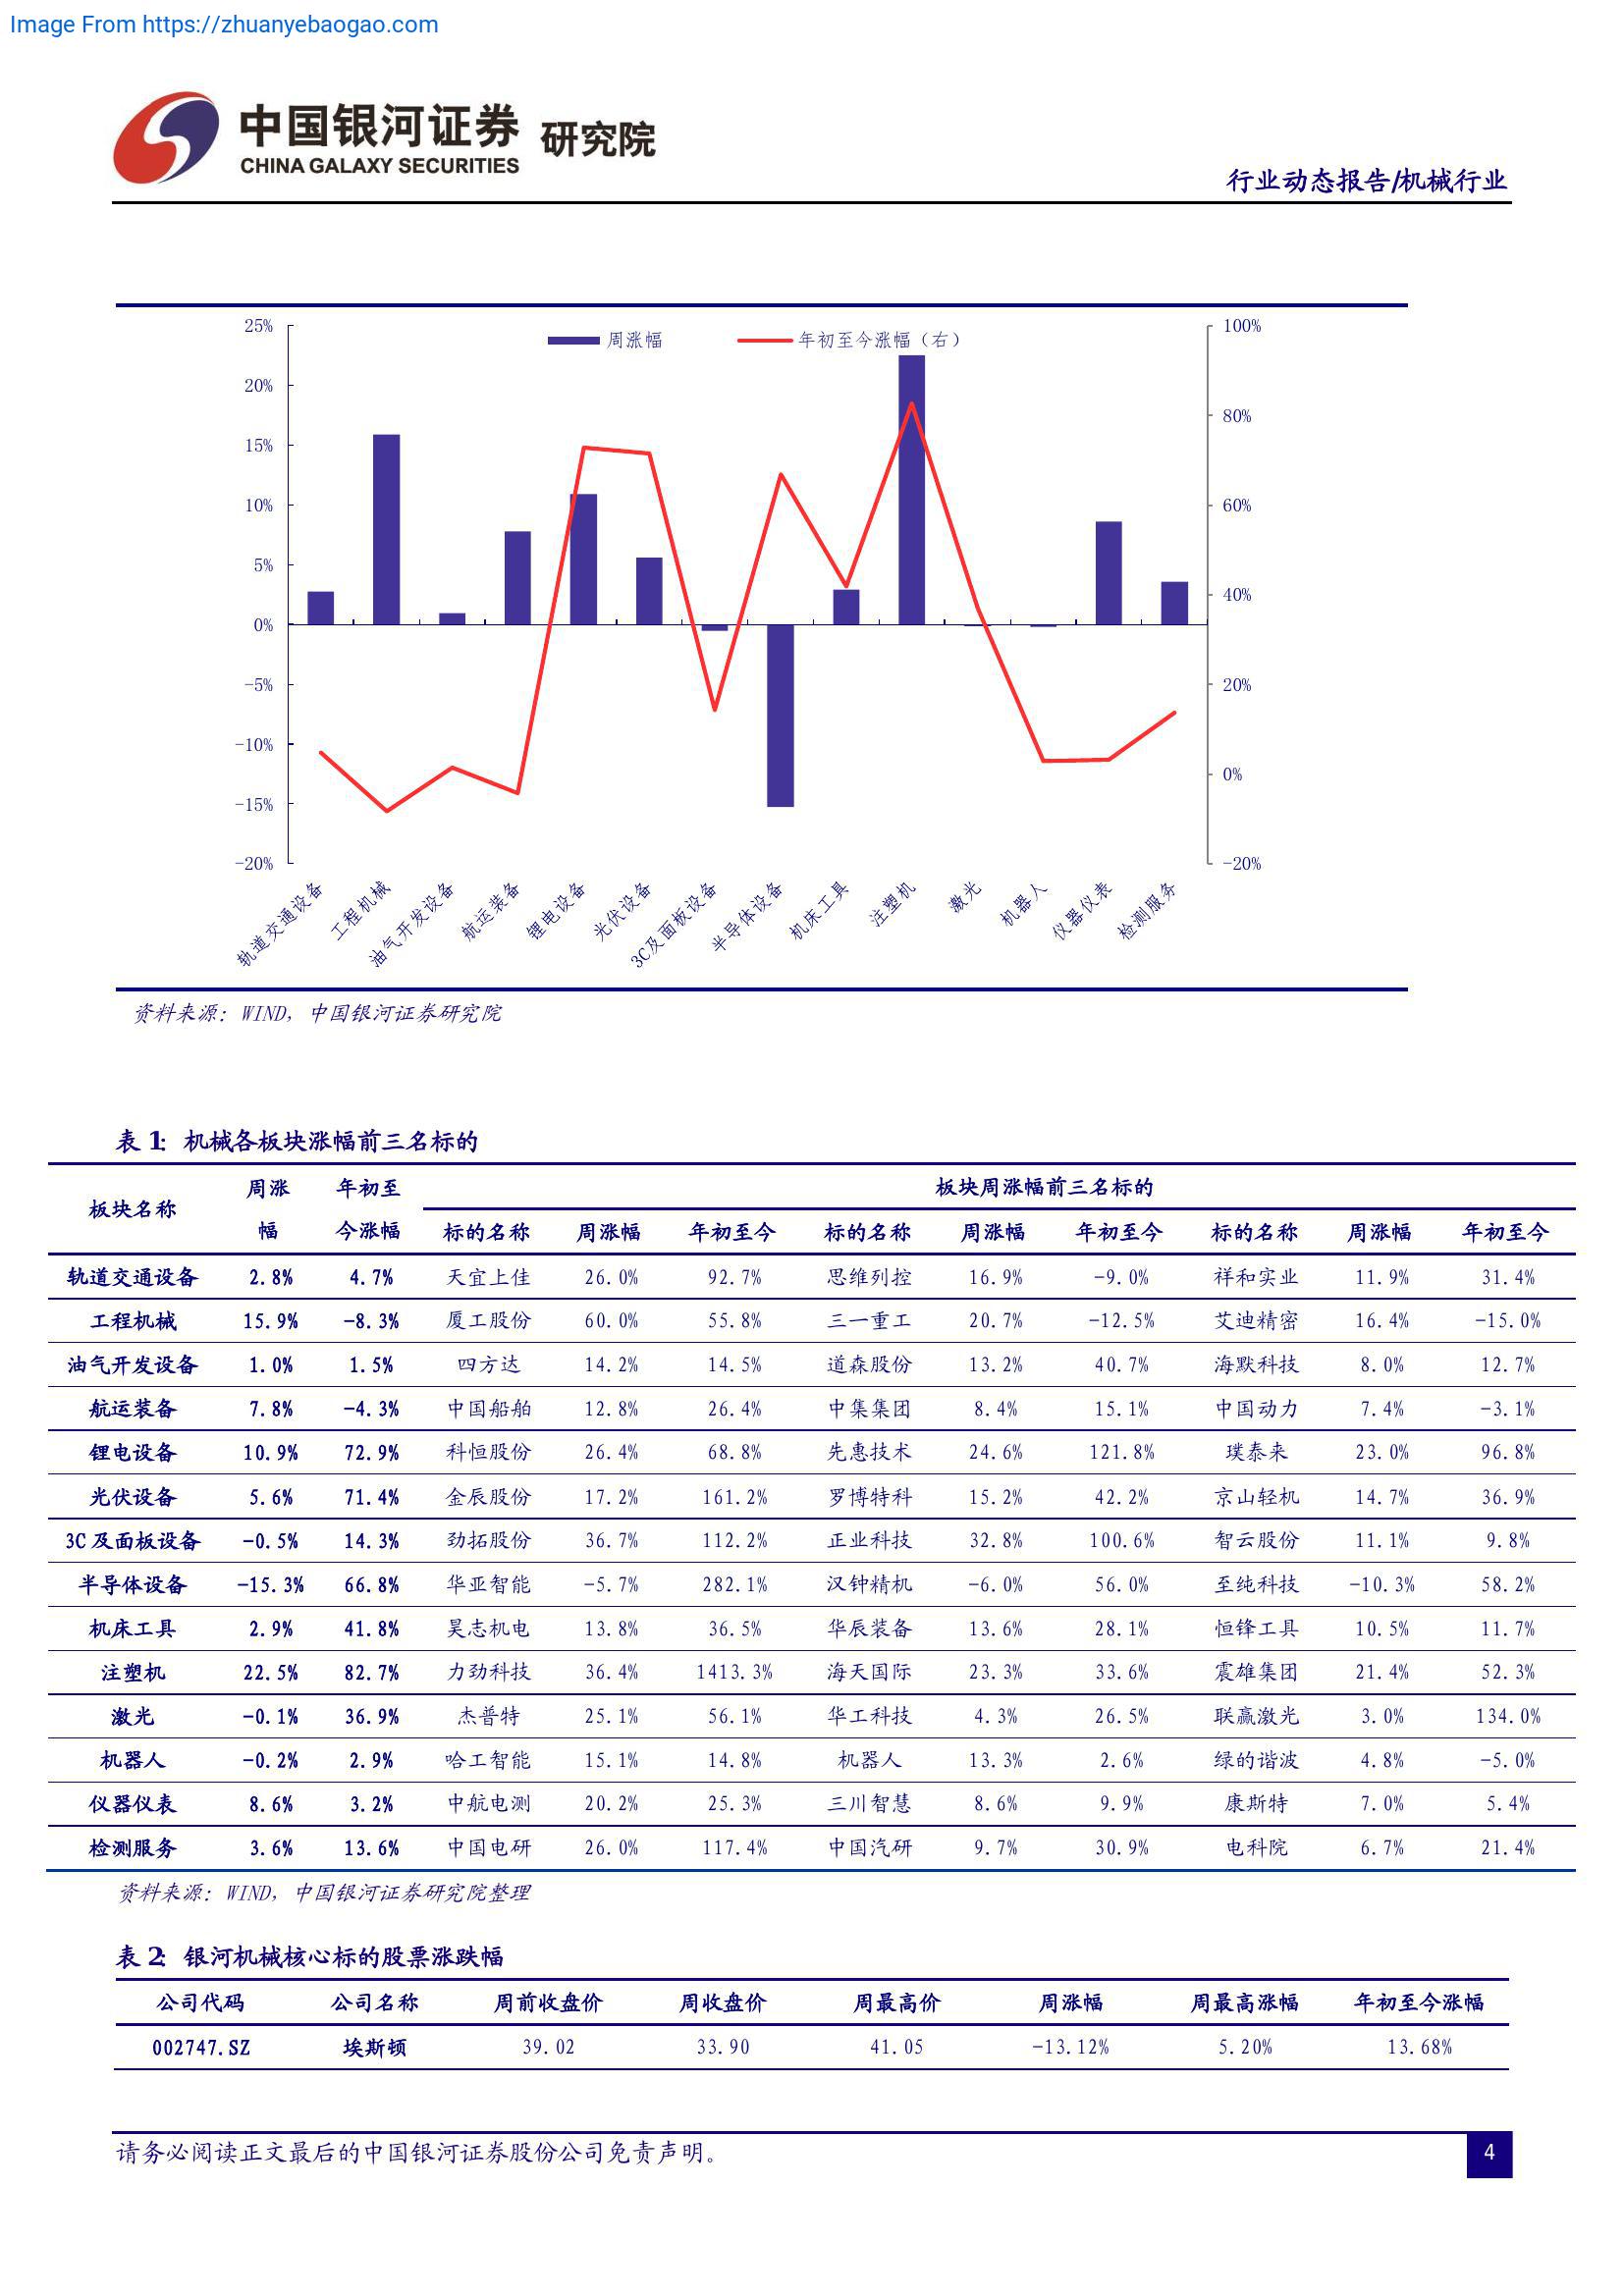 Image From https://zhuanyebaogao.com
中国银河证券 研究院
CHINA GALAXY SECURITIES
行业动态报告/机械行业
周涨幅 年初至今涨幅（右）
25%
20%
15%
10%
5%
0%
-5%
-10%
-15%
-20%
100%
80%
60%
40%
20%
0%
-20%
轨道交通设备
工程机械
油气开发设备
航运装备
锂电设备
光伏设备
3C及面板设备
半导体设备
机床工具
注塑机
激光
机器人
仪器仪表
检测服务
资料来源：WIND，中国银河证券研究院
表 1：机械各板块涨幅前三名标的
板块名称 周涨幅 年初至今涨幅 板块周涨幅前三名标的
标的名称 周涨幅 年初至今 标的名称 周涨幅 年初至今 标的名称 周涨幅 年初至今
轨道交通设备 2.8% 4.7% 天宜上佳 26.0% 92.7% 思维列控 16.9% -9.0% 祥和实业 11.9% 31.4%
工程机械 15.9% -8.3% 厦工股份 60.0% 55.8% 三一重工 20.7% -12.5% 艾迪精密 16.4% -15.0%
油气开发设备 1.0% 1.5% 四方达 14.2% 14.5% 道森股份 13.2% 40.7% 海默科技 8.0% 12.7%
航运装备 7.8% -4.3% 中国船舶 12.8% 26.4% 中集集团 8.4% 15.1% 中国动力 7.4% -3.1%
锂电设备 10.9% 72.9% 科恒股份 26.4% 68.8% 先惠技术 24.6% 121.8% 璞泰来 23.0% 96.8%
光伏设备 5.6% 71.4% 金辰股份 17.2% 161.2% 罗博特科 15.2% 42.2% 京山轻机 14.7% 36.9%
3C 及面板设备 -0.5% 14.3% 劲拓股份 36.7% 112.2% 正业科技 32.8% 100.6% 智云股份 11.1% 9.8%
半导体设备 -15.3% 66.8% 华亚智能 -5.7% 282.1% 汉钟精机 -6.0% 56.0% 至纯科技 -10.3% 58.2%
机床工具 2.9% 41.8% 昊志机电 13.8% 36.5% 华辰装备 13.6% 28.1% 恒锋工具 10.5% 11.7%
注塑机 22.5% 82.7% 力劲科技 36.4% 1413.3% 海天国际 23.3% 33.6% 震雄集团 21.4% 52.3%
激光 -0.1% 36.9% 杰普特 25.1% 56.1% 华工科技 4.3% 26.5% 联赢激光 3.0% 134.0%
机器人 -0.2% 2.9% 哈工智能 15.1% 14.8% 机器人 13.3% 2.6% 绿的谐波 4.8% -5.0%
仪器仪表 8.6% 3.2% 中航电测 20.2% 25.3% 三川智慧 8.6% 9.9% 康斯特 7.0% 5.4%
检测服务 3.6% 13.6% 中国电研 26.0% 117.4% 中国汽研 9.7% 30.9% 电科院 6.7% 21.4%
资料来源：WIND，中国银河证券研究院整理
表 2：银河机械核心标的股票涨跌幅
公司代码 公司名称 周前收盘价 周收盘价 周最高价 周涨幅 周最高涨幅 年初至今涨幅
002747.SZ 埃斯顿 39.02 33.90 41.05 -13.12% 5.20% 13.68%
请务必阅读正文最后的中国银河证券股份公司免责声明。
4